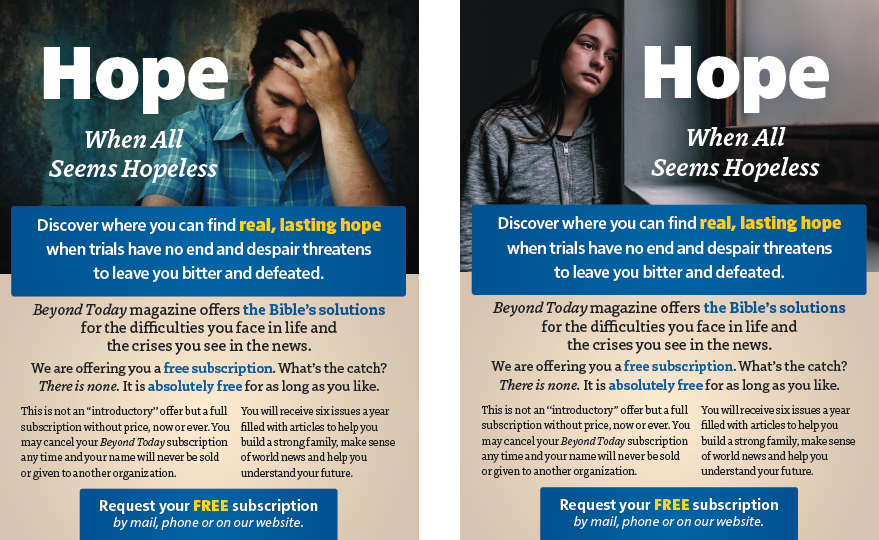 Hope
When All
Seems Hopeless
Discover where you can find real, lasting hope
when trials have no end and despair threatens
to leave you bitter and defeated.
Beyond Today magazine offers the Bible's solutions
for the difficulties you face in life and
the crises you see in the news.
We are offering you a free subscription. What's the catch?
There is none. It is absolutely free for as long as you like.
This is not an "introductory" offer but a full
subscription without price, now or ever. You
may cancel your Beyond Today subscription
any time and your name will never be sold
or given to another organization.
You will receive six issues a year
filled with articles to help you
build a strong family, make sense
of world news and help you
understand your future.
Request your FREE subscription
by mail, phone or on our website.
Hope
When All
Seems Hopeless
Discover where you can find real, lasting hope
when trials have no end and despair threatens
to leave you bitter and defeated.
Beyond Today magazine offers the Bible's solutions
for the difficulties you face in life and
the crises you see in the news.
We are offering you a free subscription. What's the catch?
There is none. It is absolutely free for as long as you like.
This is not an "introductory" offer but a full
subscription without price, now or ever. You
may cancel your Beyond Today subscription
any time and your name will never be sold
or given to another organization.
You will receive six issues a year
filled with articles to help you
build a strong family, make sense
of world news and help you
understand your future.
Request your FREE subscription
by mail, phone or on our website.